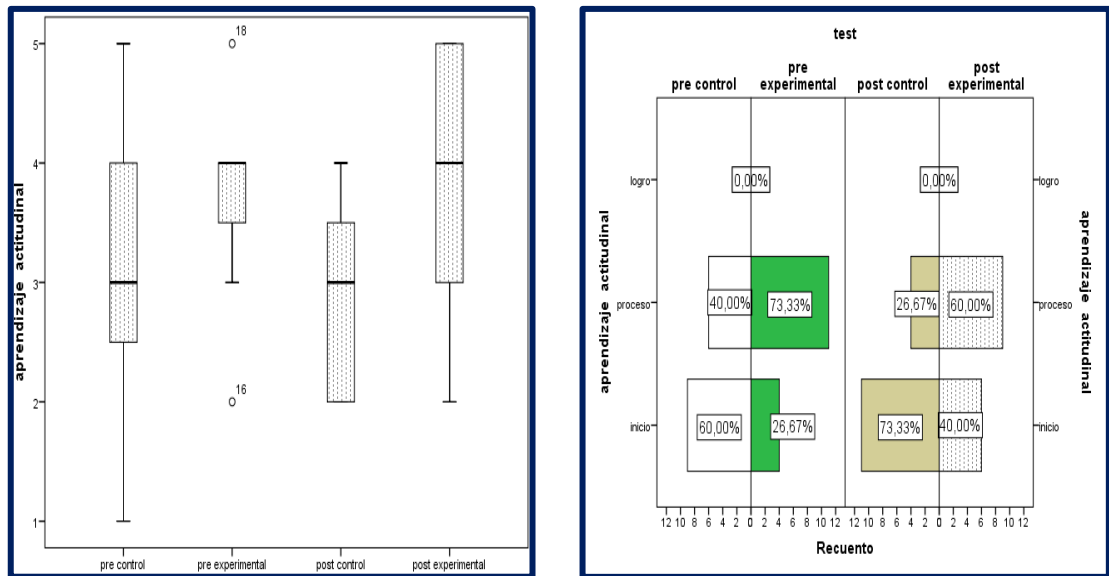 aprendizaje actitudinal
5
4
3
2
1
18
16
pre control
pre experimental
post control
post experimental
test
pre control
pre
experimental
post control
post
experimental
aprendizaje actitudinal
logro
proceso
inicio
0,00%
0,00%
40,00%
73,33%
26,67%
60,00%
60,00%
26,67%
73,33%
40,00%
logro
proceso
inicio
aprendizaje actitudinal
12 10 8 6 4 2 0 2 4 6 8 10 12 12 10 8 6 4 2 0 2 4 6 8 10 12
Recuento